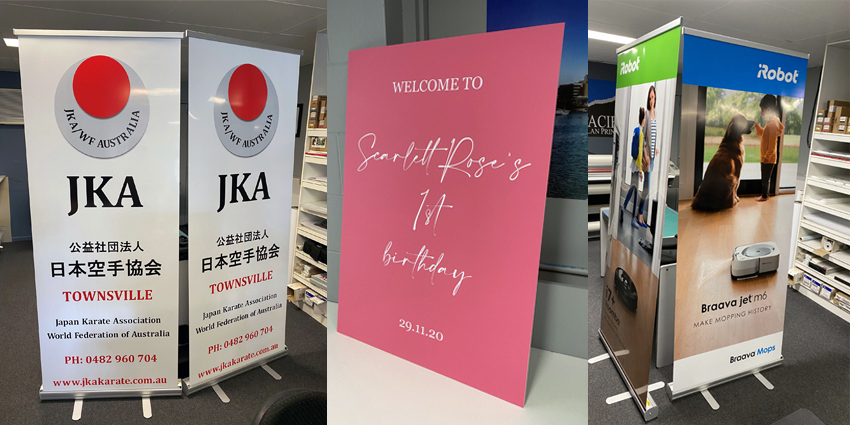 JKA/WF AUSTRALIA
JKA
公益社団法人
日本空手協会
TOWNSVILLE
Japan Karate Association
World Federation of Australia
PH: 0482 960 704
www.jkakarate.com.au
JKA/WF AUSTRALIA
JKA
公益社団法人
日本空手協会
TOWNSVILLE
Japan Karate Association
World Federation of Australia
PH: 0482 960 704
www.jkakarate.com.au
WELCOME TO
Scarlett Rose's
1st
birthday
29.11.20
iRobot
iRobot
Braava jet m6
MAKE MOPPING HISTORY
Braava Mops